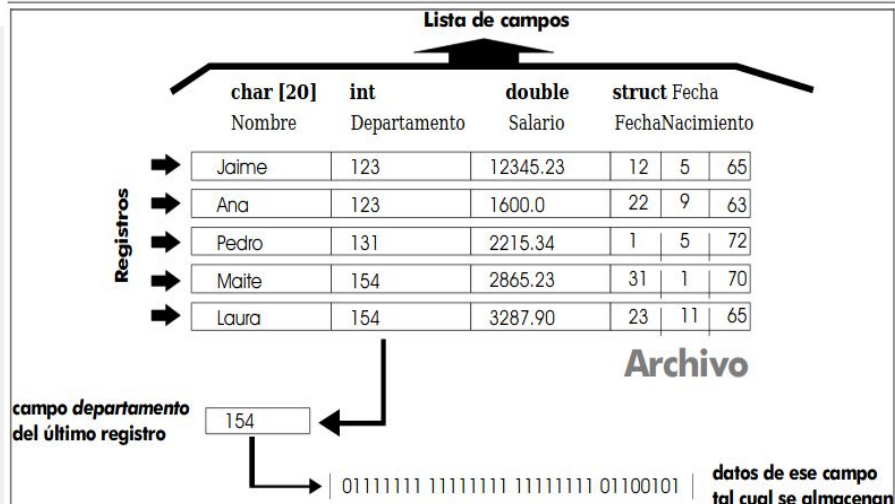 Lista de campos
char [20] int double struct Fecha
Nombre Departamento Salario FechaNacimiento
Registros
Jaime 123 12345.23 12 5 65
Ana 123 1600.0 22 9 63
Pedro 131 2215.34 1 5 72
Maite 154 2865.23 31 1 70
Laura 154 3287.90 23 11 65
Archivo
campo departamento
del último registro
154
01111111 11111111 11111111 01100101
datos de ese campo
tal cual se almacenan